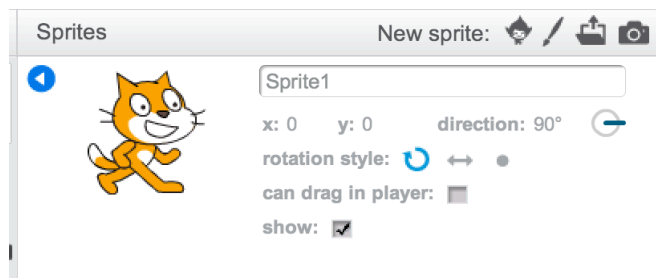 Sprites
New sprite:
Sprite1
x: 0 y: 0 direction: 90°
rotation style:
can drag in player:
show: